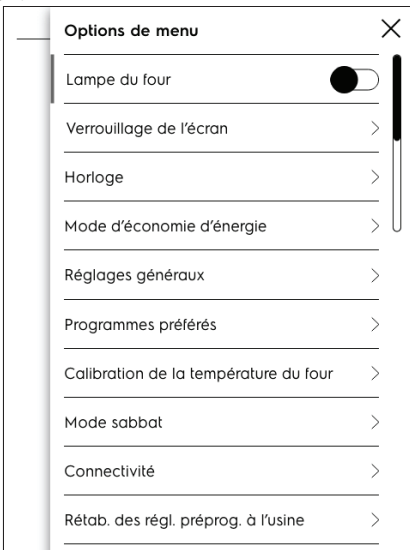 Options de menu
Lampe du four
Verrouillage de l'écran
Horloge
Mode d'économie d'énergie
Réglages généraux
Programmes préférés
Calibration de la température du four
Mode sabbat
Connectivité
Rétab. des régl. préprog. à l'usine